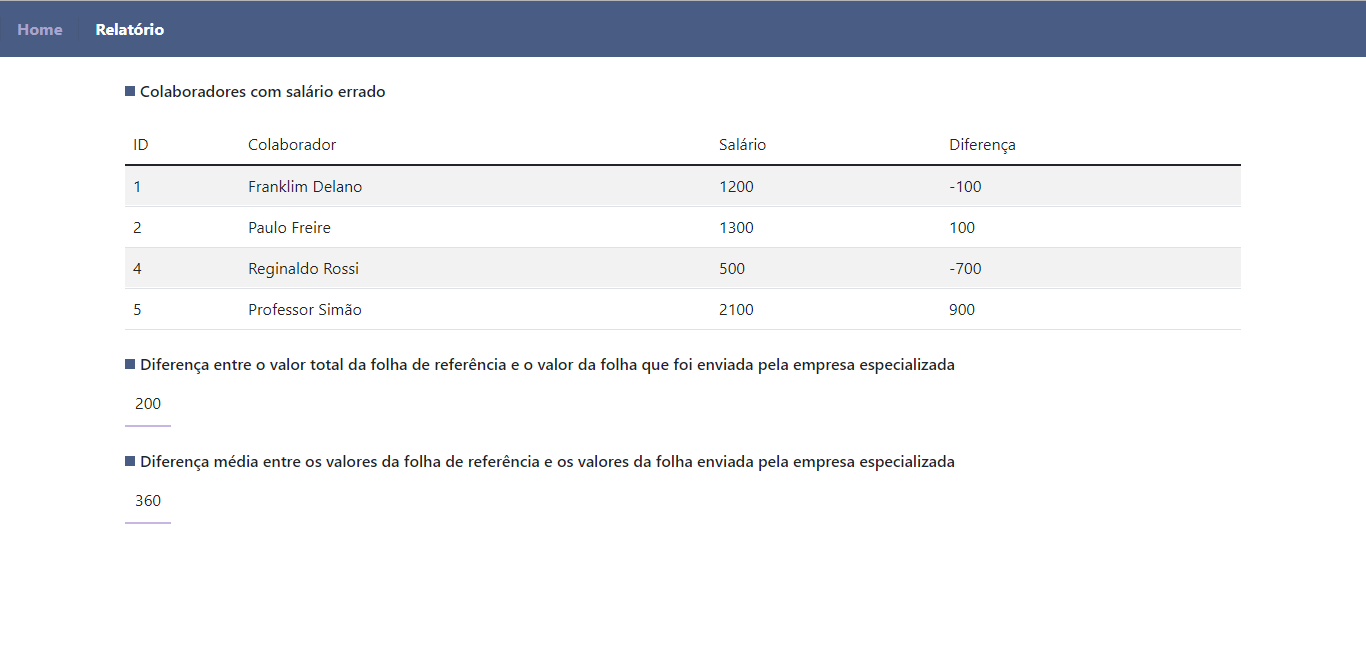 Home Relatório
Colaboradores com salário errado
ID Colaborador Salário Diferença
1 Franklim Delano 1200 -100
2 Paulo Freire 1300 100
4 Reginaldo Rossi 500 -700
5 Professor Simão 2100 900
Diferença entre o valor total da folha de referência e o valor da folha que foi enviada pela empresa especializada
200
Diferença média entre os valores da folha de referência e os valores da folha enviada pela empresa especializada
360